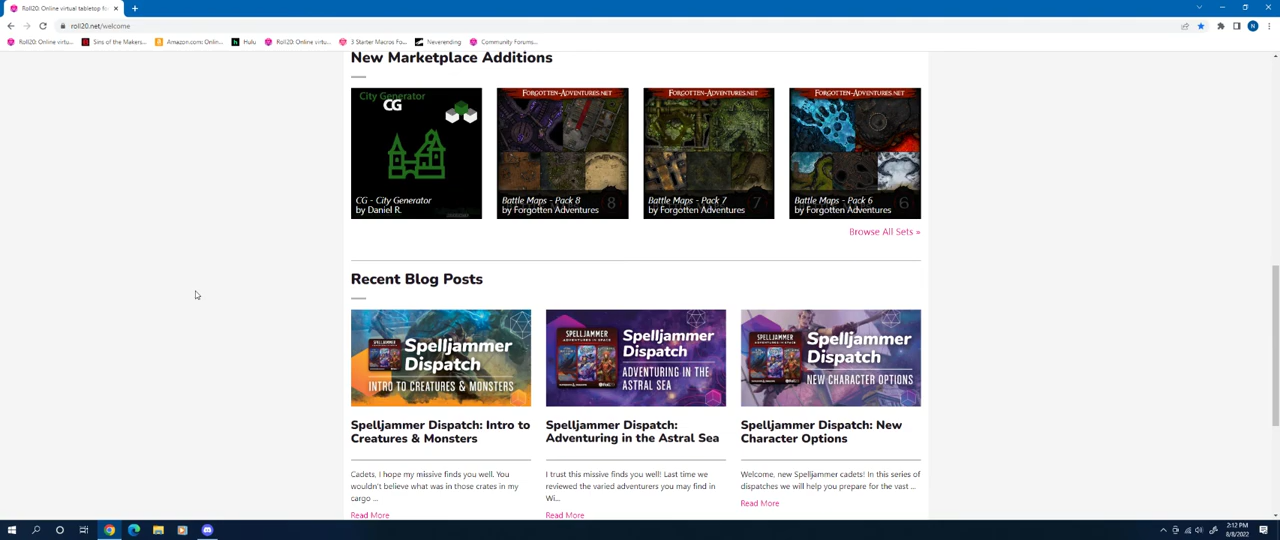 Roll20: Online virtual tabletop fo
roll20.net/welcome
Roll20: Online virtu...
Sins of the Makers...
Amazon.com: Onlin...
Hulu
Roll20: Online virtu...
3 Starter Macros Fo...
Neverending
Community Forums...
New Marketplace Additions
City Generator
CG
CG - City Generator
by Daniel R.
FORGOTTEN-ADVENTURES.NET
Battle Maps - Pack 8
by Forgotten Adventures
8
FORGOTTEN-ADVENTURES.NET
Battle Maps - Pack 7
by Forgotten Adventures
7
FORGOTTEN-ADVENTURES.NET
Battle Maps - Pack 6
by Forgotten Adventures
6
Browse All Sets »
Recent Blog Posts
Spelljammer
Dispatch
INTRO TO CREATURES & MONSTERS
SPELLJAMMER
Spelljammer
Dispatch
ADVENTURING IN THE
ASTRAL SEA
SPELLJAMMER
Spelljammer
Dispatch
NEW CHARACTER OPTIONS
Spelljammer Dispatch: Intro to
Creatures & Monsters
Spelljammer Dispatch:
Adventuring in the Astral Sea
Spelljammer Dispatch: New
Character Options
Cadets, I hope my missive finds you well. You
wouldn't believe what was in those crates in my
cargo ...
Read More
I trust this missive finds you well! Last time we
reviewed the varied adventurers you may find in
Wi...
Read More
Welcome, new Spelljammer cadets! In this series of
dispatches we will help you prepare for the vast ...
Read More
N
2:12 PM
8/8/2022